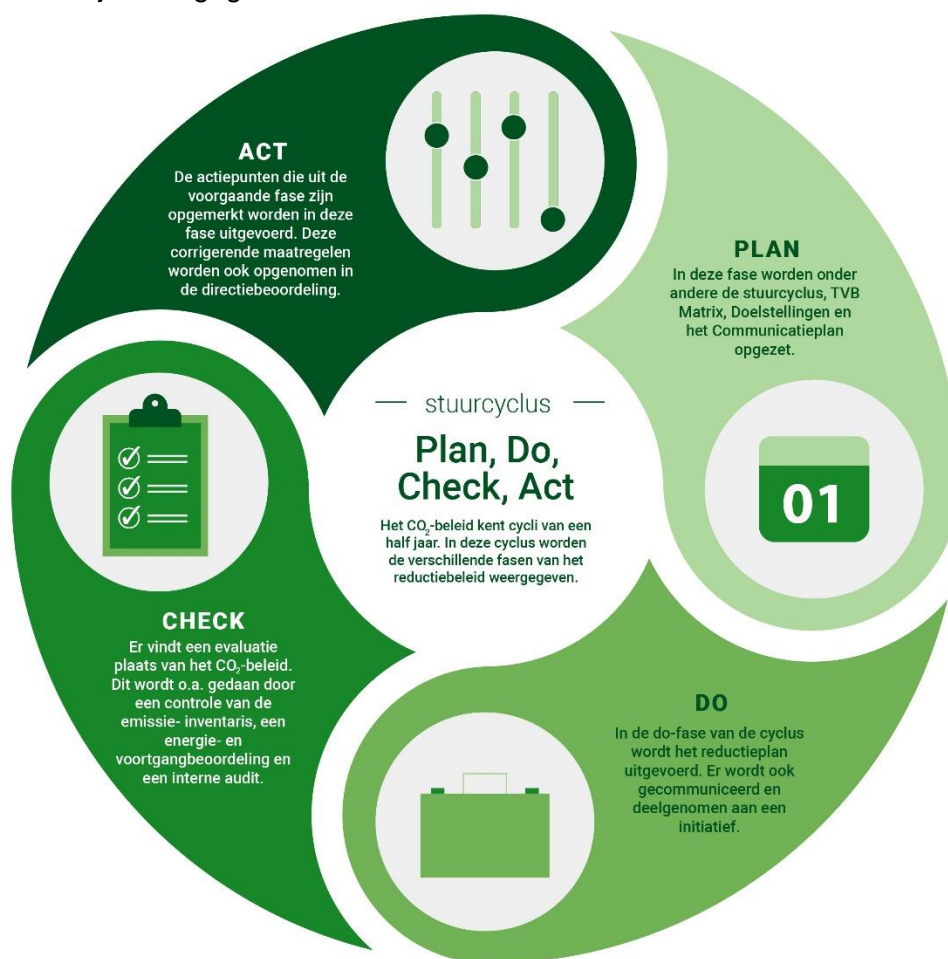 stuurcyclus
Plan, Do,
Check, Act
Het CO₂-beleid kent cycli van een
half jaar. In deze cyclus worden
de verschillende fasen van het
reductiebeleid weergegeven.
PLAN
In deze fase worden onder
andere de stuurcyclus, TVB
Matrix, Doelstellingen en
het Communicatieplan
opgezet.
01
DO
In de do-fase van de cyclus
wordt het reductieplan
uitgevoerd. Er wordt ook
gecommuniceerd en
deelgenomen aan een
initiatief.
CHECK
Er vindt een evaluatie
plaats van het CO₂-beleid.
Dit wordt o.a. gedaan door
een controle van de
emissie- inventaris, een
energie- en
voortgangbeoordeling en
een interne audit.
ACT
De actiepunten die uit de
voorgaande fase zijn
opgemerkt worden in deze
fase uitgevoerd. Deze
corrigerende maatregelen
worden ook opgenomen in
de directiebeoordeling.